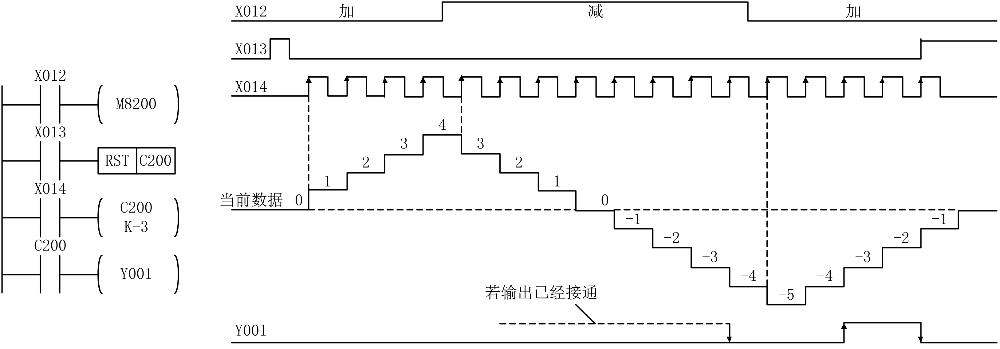 X012
M8200
X013
RST C200
X014
C200
K-3
C200
Y001
X012 加 减 加
X013
X014
4
3 3
2 2
1 1
当前数据 0 0
-1 -1
-2 -2
-3 -3
-4 -4
-5
若输出已经接通
Y001